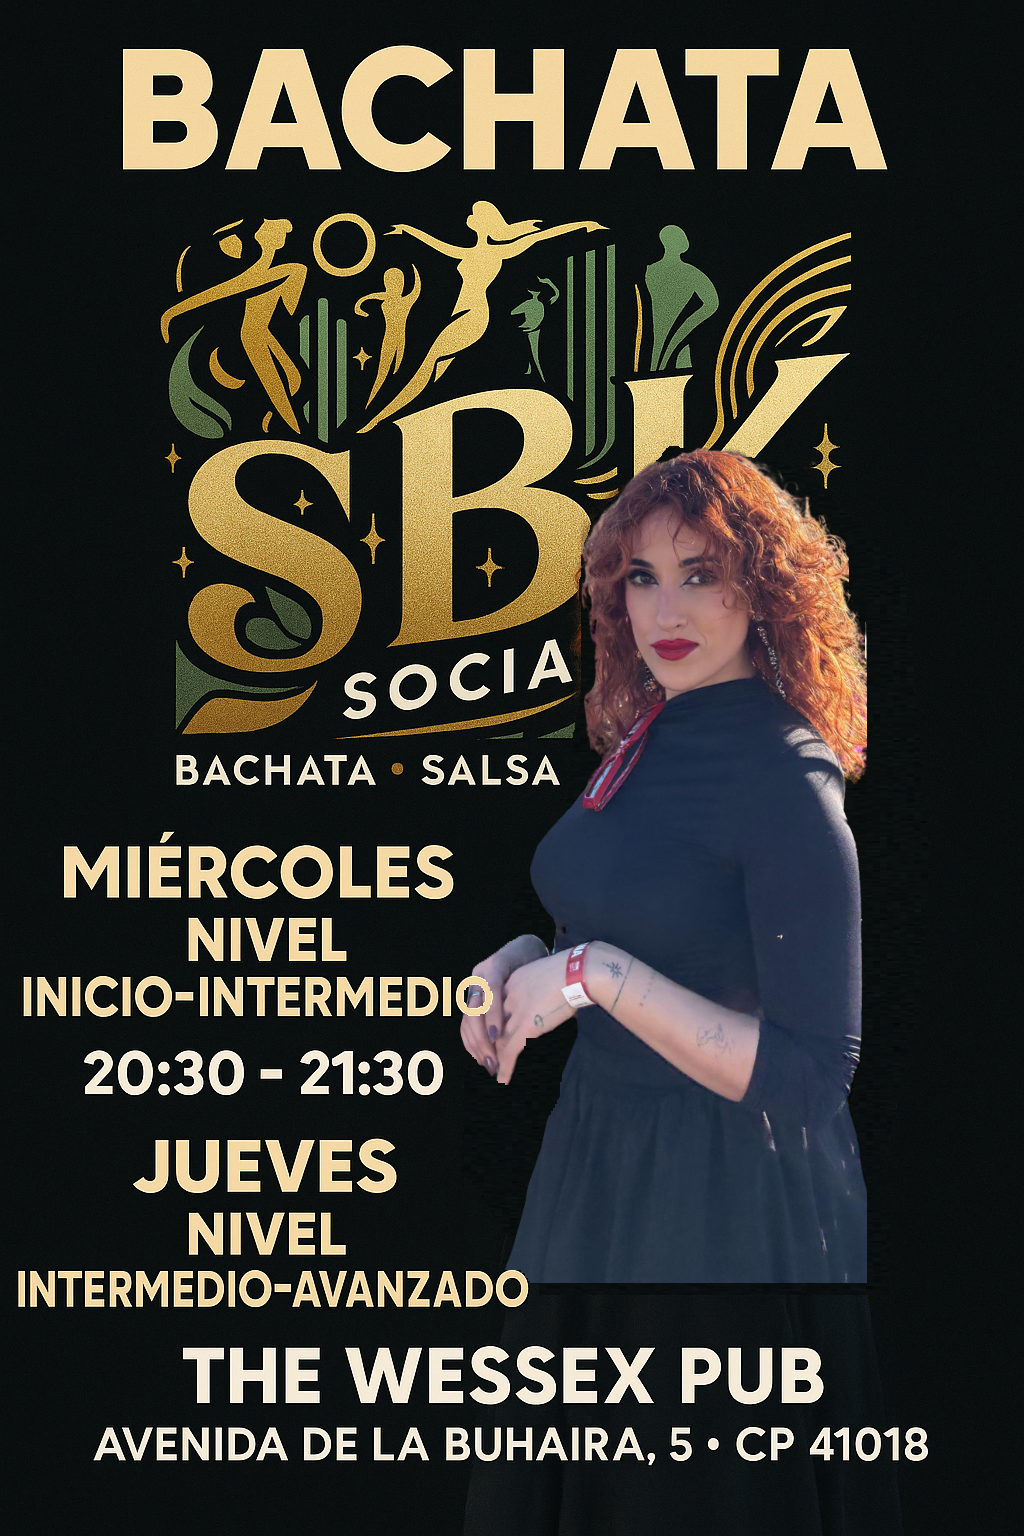 BACHATA
SBK
SOCIA
BACHATA • SALSA
MIÉRCOLES
NIVEL
INICIO-INTERMEDIO
20:30 - 21:30
JUEVES
NIVEL
INTERMEDIO-AVANZADO
THE WESSEX PUB
AVENIDA DE LA BUHAIRA, 5 • CP 41018